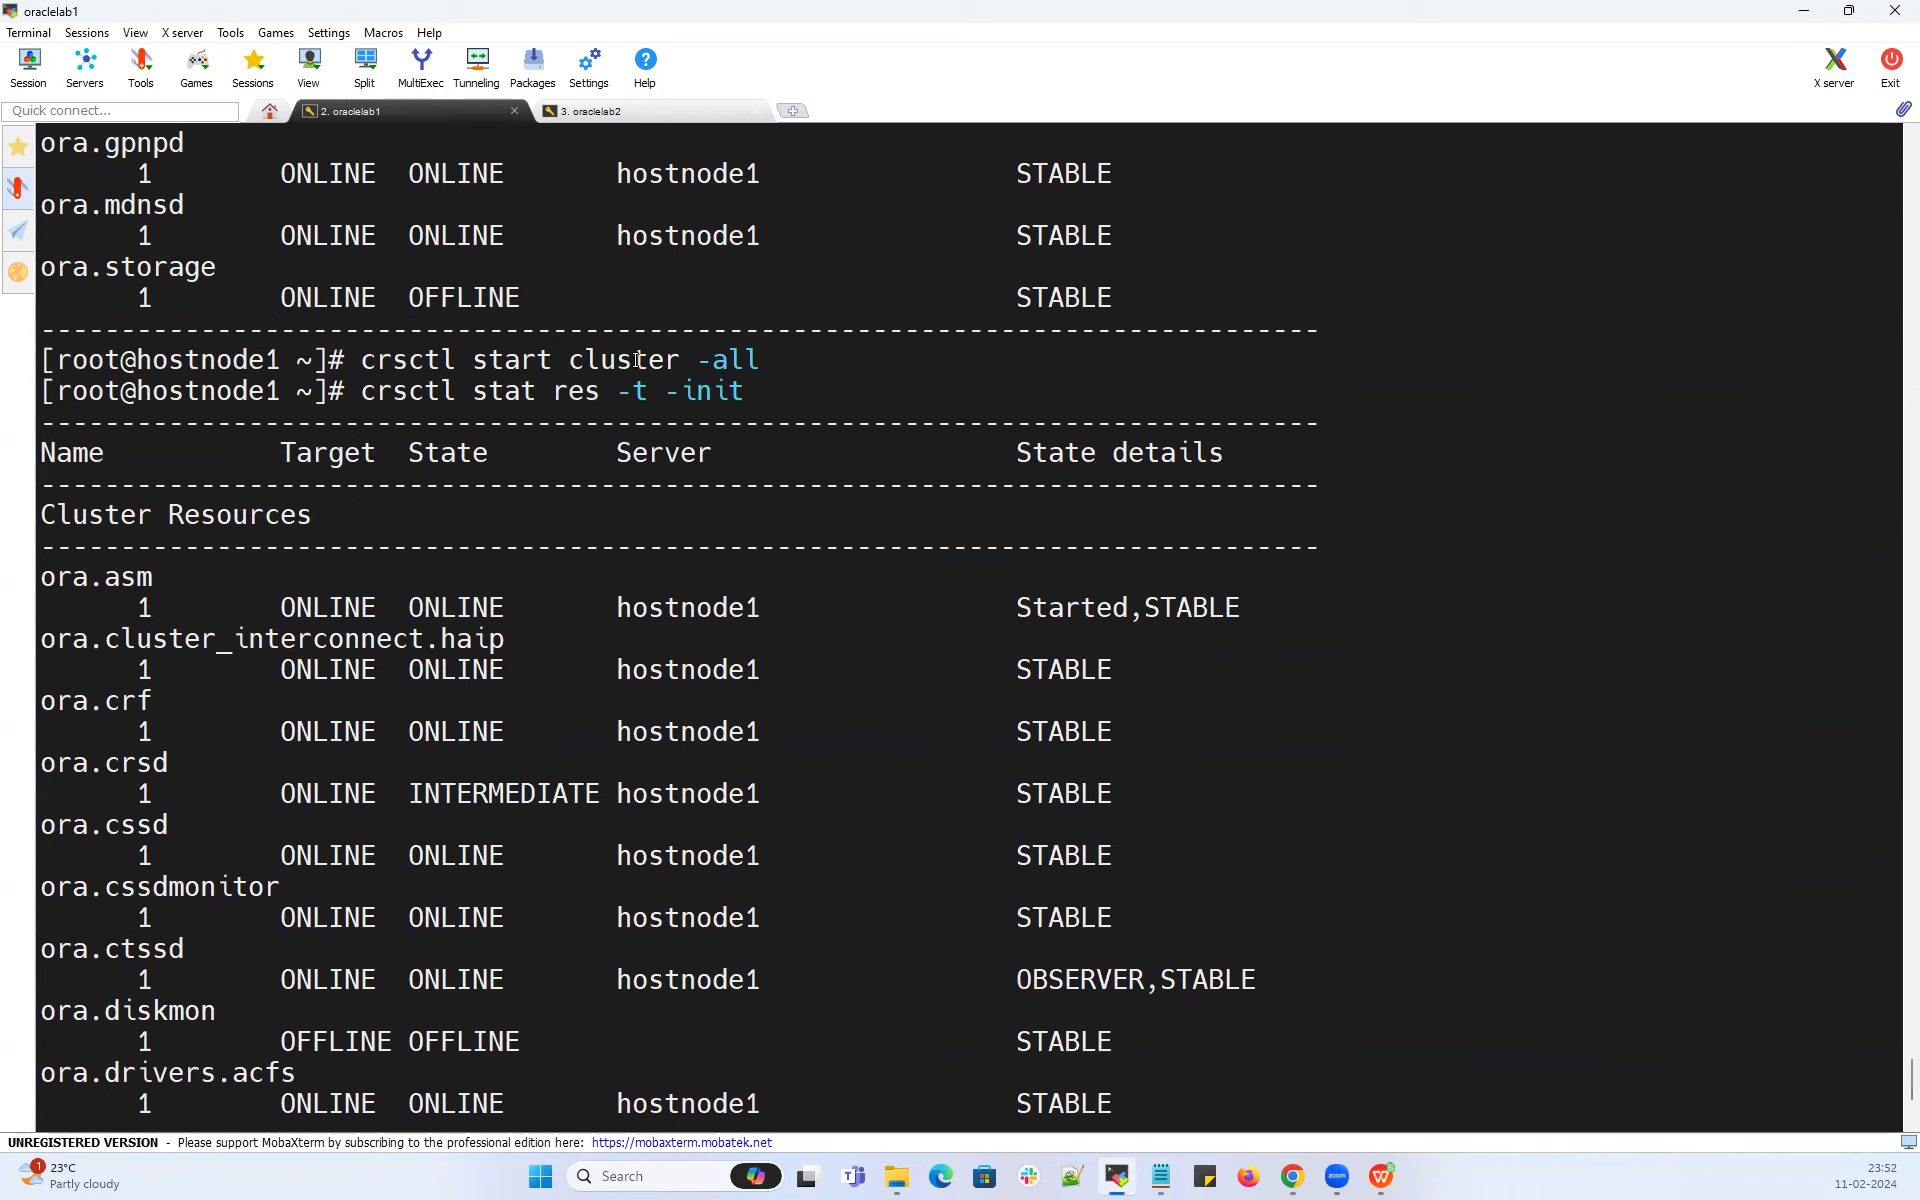 oraclelab1
Terminal Sessions View X server Tools Games Settings Macros Help
Session Servers Tools Games Sessions View Split MultiExec Tunneling Packages Settings Help X server Exit
Quick connect... 2. oraclelab1 3. oraclelab2
ora.gpnpd
1 ONLINE ONLINE hostnode1 STABLE
ora.mdnsd
1 ONLINE ONLINE hostnode1 STABLE
ora.storage
1 ONLINE OFFLINE STABLE
--------------------------------------------------------------------------------
[root@hostnode1 ~]# crsctl start cluster -all
[root@hostnode1 ~]# crsctl stat res -t -init
--------------------------------------------------------------------------------
Name Target State Server State details
--------------------------------------------------------------------------------
Cluster Resources
--------------------------------------------------------------------------------
ora.asm
1 ONLINE ONLINE hostnode1 Started,STABLE
ora.cluster_interconnect.haip
1 ONLINE ONLINE hostnode1 STABLE
ora.crf
1 ONLINE ONLINE hostnode1 STABLE
ora.crsd
1 ONLINE INTERMEDIATE hostnode1 STABLE
ora.cssd
1 ONLINE ONLINE hostnode1 STABLE
ora.cssdmonitor
1 ONLINE ONLINE hostnode1 STABLE
ora.ctssd
1 ONLINE ONLINE hostnode1 OBSERVER,STABLE
ora.diskmon
1 OFFLINE OFFLINE STABLE
ora.drivers.acfs
1 ONLINE ONLINE hostnode1 STABLE
UNREGISTERED VERSION - Please support MobaXterm by subscribing to the professional edition here: https://mobaxterm.mobatek.net
1 23°C
Partly cloudy
Search
zoom
23:52
11-02-2024